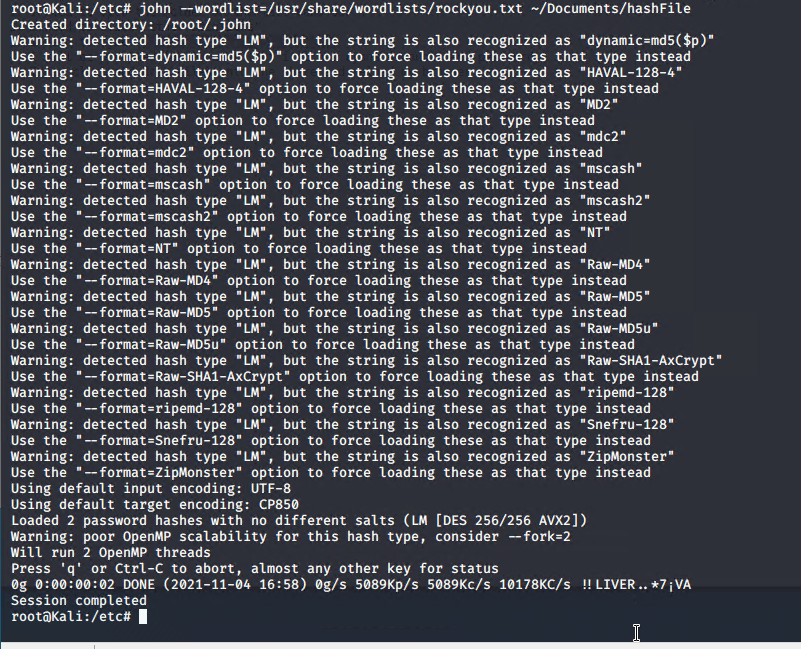 root@Kali:/etc# john --wordlist=/usr/share/wordlists/rockyou.txt ~/Documents/hashFile
Created directory: /root/.john
Warning: detected hash type "LM", but the string is also recognized as "dynamic=md5($p)"
Use the "--format=dynamic=md5($p)" option to force loading these as that type instead
Warning: detected hash type "LM", but the string is also recognized as "HAVAL-128-4"
Use the "--format=HAVAL-128-4" option to force loading these as that type instead
Warning: detected hash type "LM", but the string is also recognized as "MD2"
Use the "--format=MD2" option to force loading these as that type instead
Warning: detected hash type "LM", but the string is also recognized as "mdc2"
Use the "--format=mdc2" option to force loading these as that type instead
Warning: detected hash type "LM", but the string is also recognized as "mscash"
Use the "--format=mscash" option to force loading these as that type instead
Warning: detected hash type "LM", but the string is also recognized as "mscash2"
Use the "--format=mscash2" option to force loading these as that type instead
Warning: detected hash type "LM", but the string is also recognized as "NT"
Use the "--format=NT" option to force loading these as that type instead
Warning: detected hash type "LM", but the string is also recognized as "Raw-MD4"
Use the "--format=Raw-MD4" option to force loading these as that type instead
Warning: detected hash type "LM", but the string is also recognized as "Raw-MD5"
Use the "--format=Raw-MD5" option to force loading these as that type instead
Warning: detected hash type "LM", but the string is also recognized as "Raw-MD5u"
Use the "--format=Raw-MD5u" option to force loading these as that type instead
Warning: detected hash type "LM", but the string is also recognized as "Raw-SHA1-AxCrypt"
Use the "--format=Raw-SHA1-AxCrypt" option to force loading these as that type instead
Warning: detected hash type "LM", but the string is also recognized as "ripemd-128"
Use the "--format=ripemd-128" option to force loading these as that type instead
Warning: detected hash type "LM", but the string is also recognized as "Snefru-128"
Use the "--format=Snefru-128" option to force loading these as that type instead
Warning: detected hash type "LM", but the string is also recognized as "ZipMonster"
Use the "--format=ZipMonster" option to force loading these as that type instead
Using default input encoding: UTF-8
Using default target encoding: CP850
Loaded 2 password hashes with no different salts (LM [DES 256/256 AVX2])
Warning: poor OpenMP scalability for this hash type, consider --fork=2
Will run 2 OpenMP threads
Press 'q' or Ctrl-C to abort, almost any other key for status
0g 0:00:00:02 DONE (2021-11-04 16:58) 0g/s 5089Kp/s 5089Kc/s 10178KC/s !!LIVER..*7¡VA
Session completed
root@Kali:/etc#